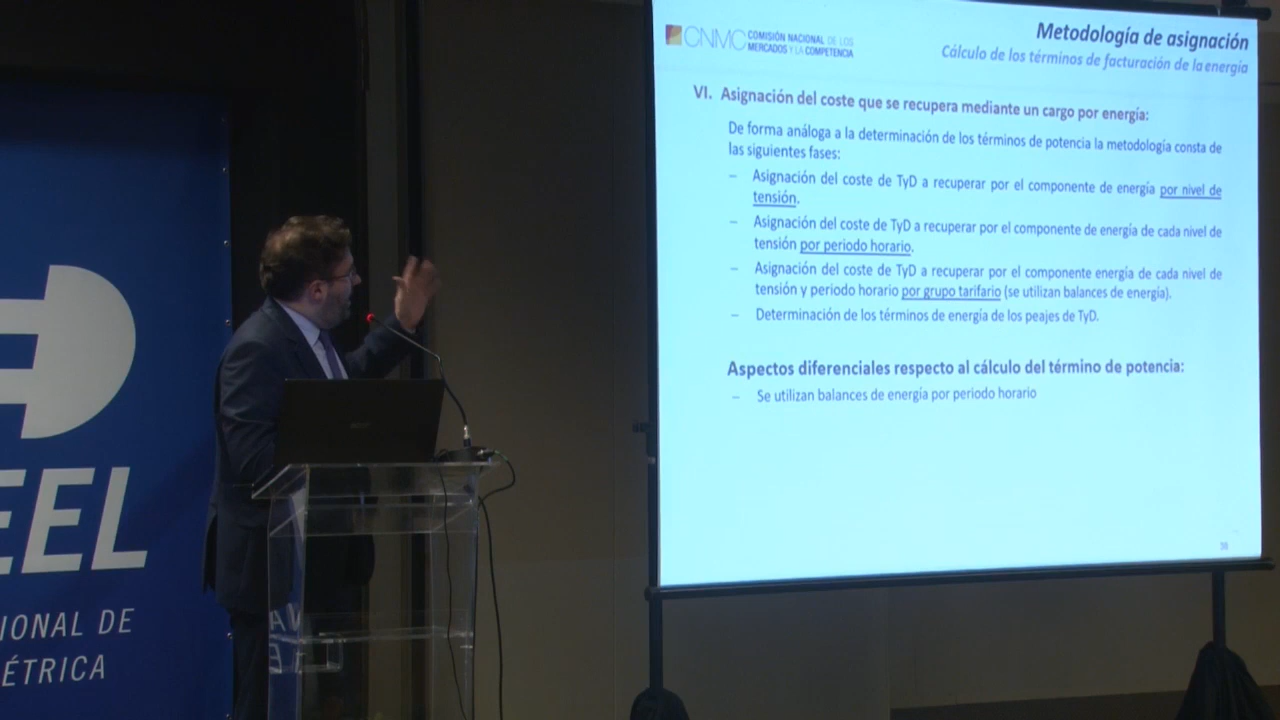 CNMC COMISIÓN NACIONAL DE LOS
MERCADOS Y LA COMPETENCIA
Metodología de asignación
Cálculo de los términos de facturación de la energía
VI. Asignación del coste que se recupera mediante un cargo por energía:
De forma análoga a la determinación de los términos de potencia la metodología consta de
las siguientes fases:
– Asignación del coste de TyD a recuperar por el componente de energía por nivel de
tensión.
– Asignación del coste de TyD a recuperar por el componente de energía de cada nivel de
tensión por periodo horario.
– Asignación del coste de TyD a recuperar por el componente energía de cada nivel de
tensión y periodo horario por grupo tarifario (se utilizan balances de energía).
– Determinación de los términos de energía de los peajes de TyD.
Aspectos diferenciales respecto al cálculo del término de potencia:
– Se utilizan balances de energía por periodo horario
EEL
IONAL DE
ÉTRICA